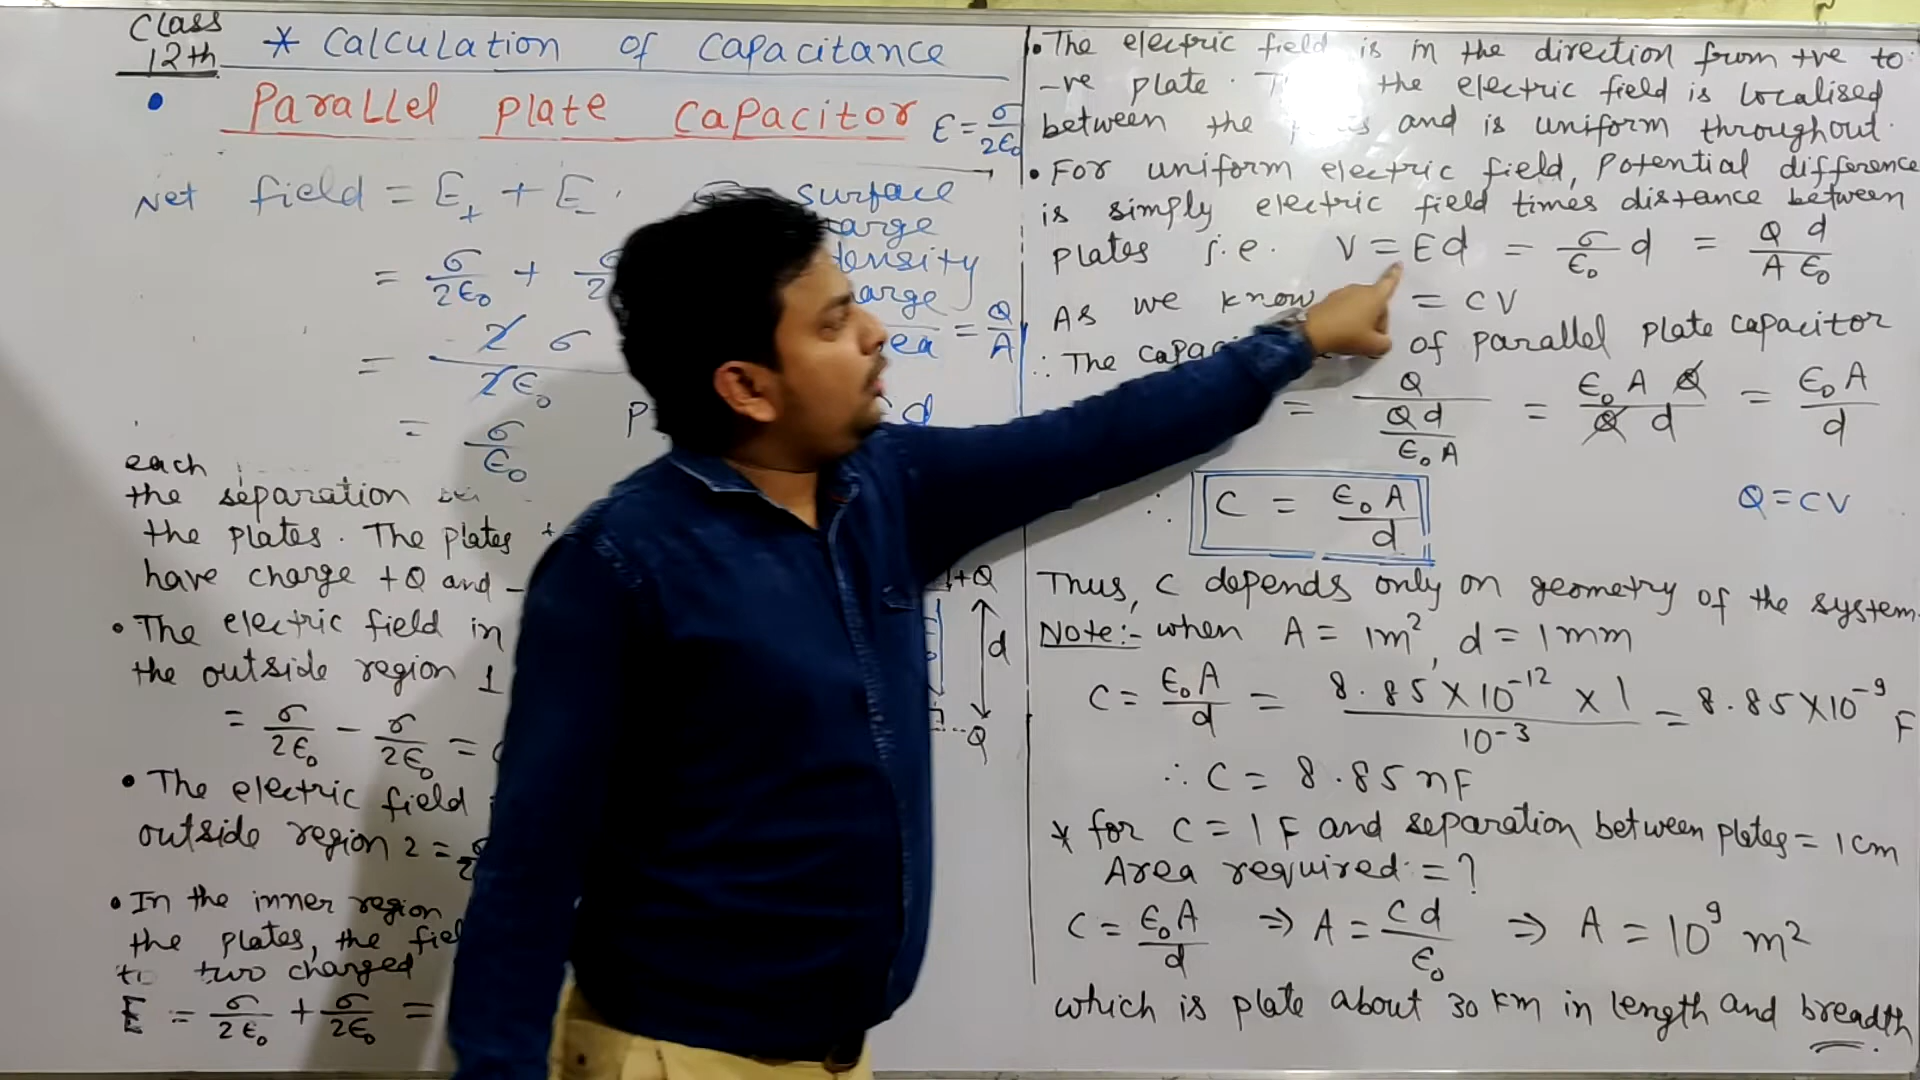 Class
12th
* Calculation of Capacitance
• Parallel Plate Capacitor
E = σ/2ε₀
Net field = E₊ + E₋
surface
density
= σ/2ε₀ +
= 2σ/2ε₀
= Q/A
= σ/ε₀
d
each
the separation
the plates. The plates
have charge +Q and -
• The electric field in
the outside region 1
= σ/2ε₀ - σ/2ε₀ =
• The electric field
outside region 2 =
• In the inner region
the plates, the
two charged
E = σ/2ε₀ + σ/2ε₀ =
+Q
d
-Q
• The electric field is in the direction from +ve to
-ve plate. the electric field is localised
between the and is uniform throughout.
• For uniform electric field, Potential difference
is simply electric field times distance between
plates i.e. V = Ed = σ/ε₀ d = Q d/A ε₀
As we know = CV
∴ The of parallel plate capacitor
= Q/(Qd/ε₀A) = ε₀AQ/Qd = ε₀A/d
∴ C = ε₀A/d
Q = CV
Thus, C depends only on geometry of the system.
Note:- when A = 1m², d = 1mm
C = ε₀A/d = 8.85 × 10⁻¹² × 1/10⁻³ = 8.85 × 10⁻⁹ F
∴ C = 8.85 nF
* for C = 1 F and separation between plates = 1cm
Area required = ?
C = ε₀A/d ⇒ A = Cd/ε₀ ⇒ A = 10⁹ m²
which is plate about 30 km in length and breadth.